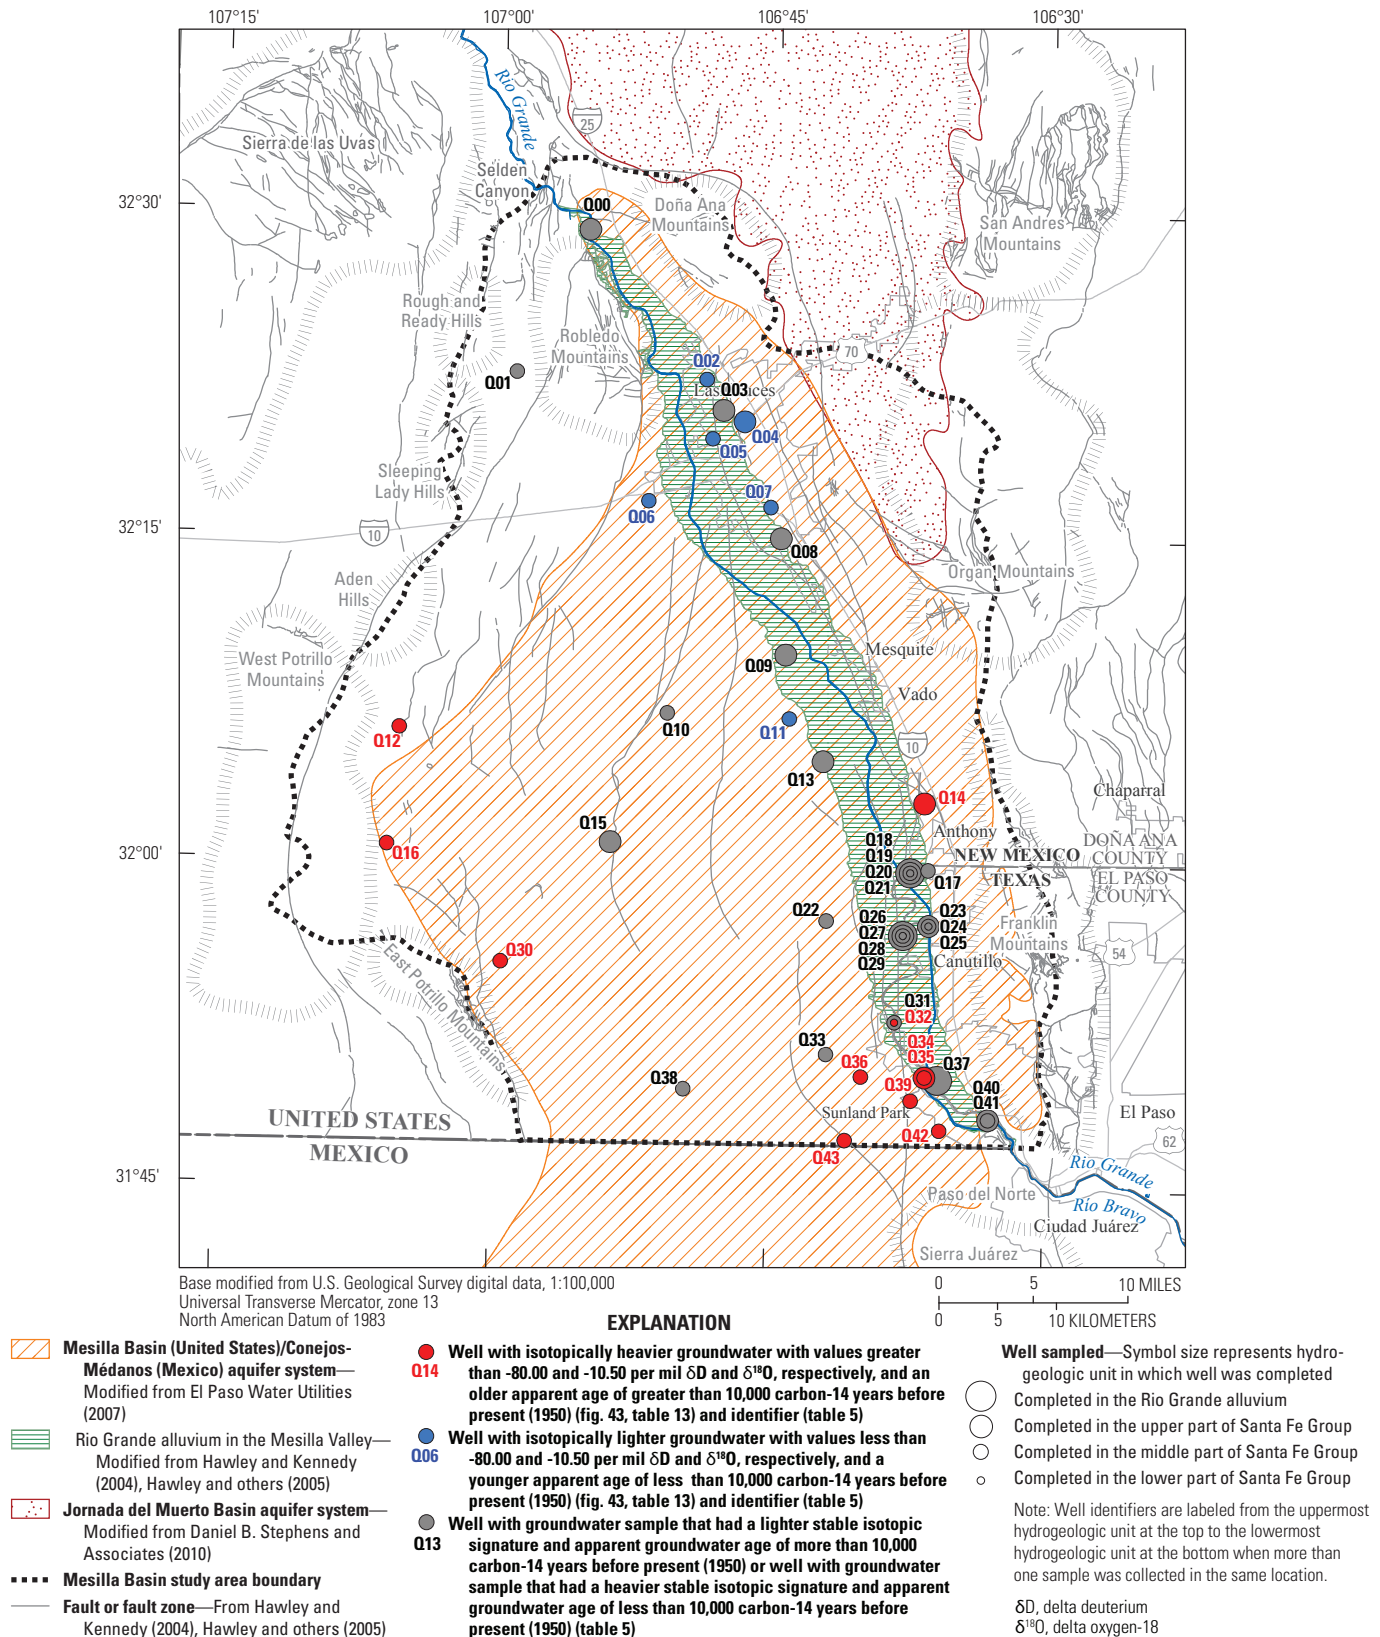 107°15'
107°00'
106°45'
106°30'
Rio Grande
25
Sierra de las Uvas
Selden
Canyon
32°30'
Q00
Doña Ana
Mountains
San Andres
Mountains
Rough and
Ready Hills
Robledo
Mountains
70
Q02
Q01
Las Cruces
Q03
Q04
Q05
Sleeping
Lady Hills
Q07
Q06
32°15'
10
Q08
Organ Mountains
Aden
Hills
Mesquite
West Potrillo
Mountains
Q09
Vado
Q10
Q11
Q12
10
Q13
Chaparral
Q14
Q15
Anthony
Q18
Q19
Q20
Q21
DOÑA ANA
COUNTY
EL PASO
COUNTY
NEW MEXICO
TEXAS
32°00'
Q16
Q17
Q22
Q26
Q27
Q28
Q29
Q23
Q24
Q25
Franklin
Mountains
54
Q30
Canutillo
East Potrillo Mountains
Q31
Q32
Q33
Q34
Q35
Q36
Q37
Q38
Q39
Q40
Q41
Sunland Park
El Paso
UNITED STATES
MEXICO
Q42
Q43
62
31°45'
Rio Grande
Río Bravo
Paso del Norte
Ciudad Juárez
Sierra Juárez
Base modified from U.S. Geological Survey digital data, 1:100,000
Universal Transverse Mercator, zone 13
North American Datum of 1983
0 5 10 MILES
0 5 10 KILOMETERS
EXPLANATION
Mesilla Basin (United States)/Conejos-
Médanos (Mexico) aquifer system—
Modified from El Paso Water Utilities
(2007)
Rio Grande alluvium in the Mesilla Valley—
Modified from Hawley and Kennedy
(2004), Hawley and others (2005)
Jornada del Muerto Basin aquifer system—
Modified from Daniel B. Stephens and
Associates (2010)
Mesilla Basin study area boundary
Fault or fault zone—From Hawley and
Kennedy (2004), Hawley and others (2005)
Q14
Well with isotopically heavier groundwater with values greater
than -80.00 and -10.50 per mil δD and δ¹⁸O, respectively, and an
older apparent age of greater than 10,000 carbon-14 years before
present (1950) (fig. 43, table 13) and identifier (table 5)
Q06
Well with isotopically lighter groundwater with values less than
-80.00 and -10.50 per mil δD and δ¹⁸O, respectively, and a
younger apparent age of less than 10,000 carbon-14 years before
present (1950) (fig. 43, table 13) and identifier (table 5)
Q13
Well with groundwater sample that had a lighter stable isotopic
signature and apparent groundwater age of more than 10,000
carbon-14 years before present (1950) or well with groundwater
sample that had a heavier stable isotopic signature and apparent
groundwater age of less than 10,000 carbon-14 years before
present (1950) (table 5)
Well sampled—Symbol size represents hydro-
geologic unit in which well was completed
Completed in the Rio Grande alluvium
Completed in the upper part of Santa Fe Group
Completed in the middle part of Santa Fe Group
Completed in the lower part of Santa Fe Group
Note: Well identifiers are labeled from the uppermost
hydrogeologic unit at the top to the lowermost
hydrogeologic unit at the bottom when more than
one sample was collected in the same location.
δD, delta deuterium
δ¹⁸O, delta oxygen-18